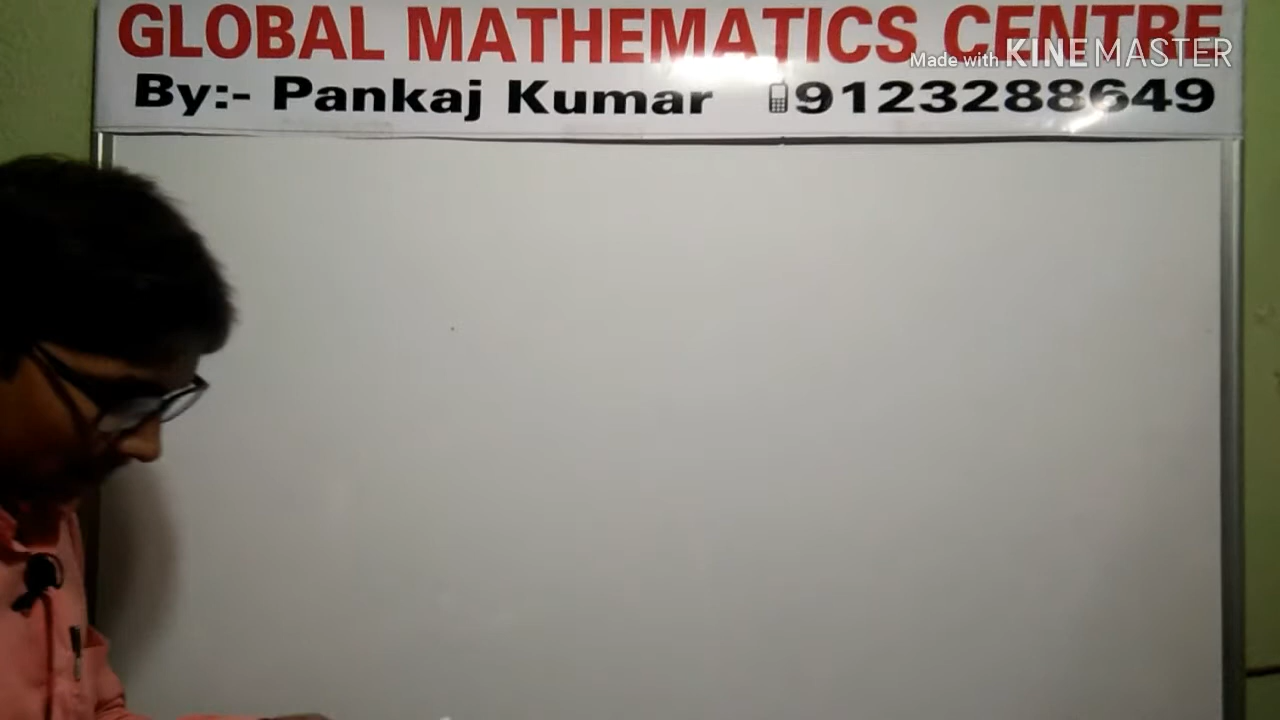 GLOBAL MATHEMATICS CENTRE
Made with KINEMASTER
By:- Pankaj Kumar 9123288649